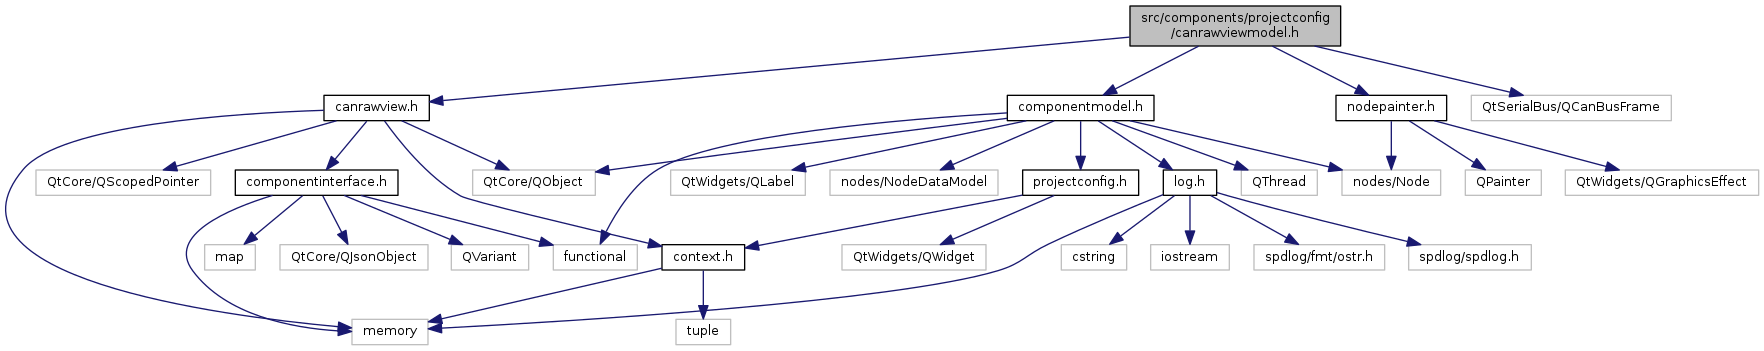 src/components/projectconfig
/canrawviewmodel.h
canrawview.h
componentmodel.h
nodepainter.h
QtSerialBus/QCanBusFrame
QtCore/QScopedPointer
componentinterface.h
QtCore/QObject
QtWidgets/QLabel
nodes/NodeDataModel
projectconfig.h
log.h
QThread
nodes/Node
QPainter
QtWidgets/QGraphicsEffect
map
QtCore/QJsonObject
QVariant
functional
context.h
QtWidgets/QWidget
cstring
iostream
spdlog/fmt/ostr.h
spdlog/spdlog.h
memory
tuple